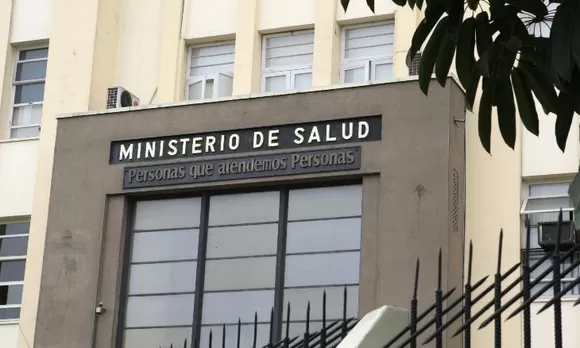 MINISTERIO DE SALUD
Personas que atendemos Personas